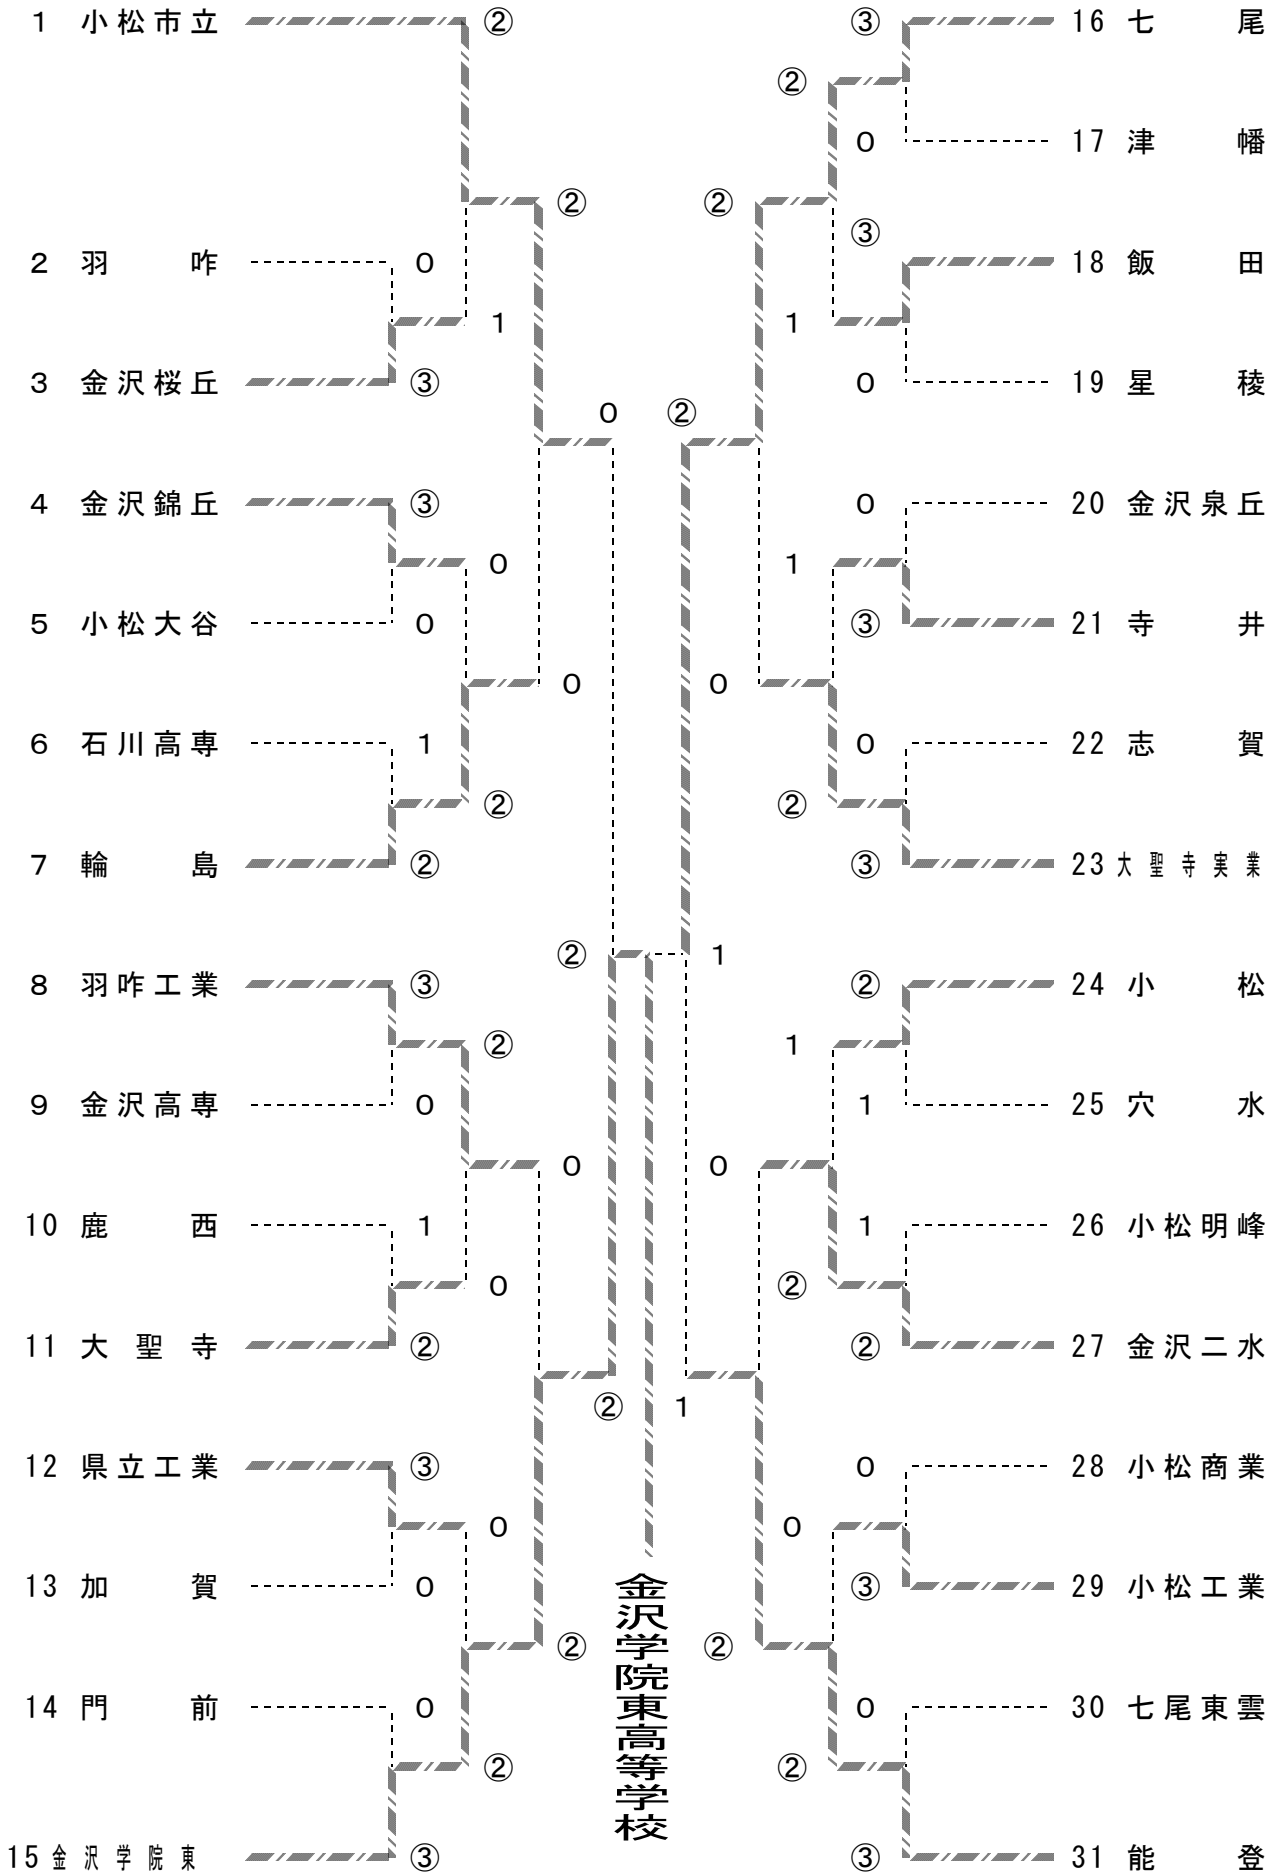 1 小松市立 ② ③ 16 七尾
②
0 17 津幡
② ②
③
2 羽咋 0 18 飯田
1 1
3 金沢桜丘 ③ 0 19 星稜
0 ②
4 金沢錦丘 ③ 0 20 金沢泉丘
0 1
5 小松大谷 0 ③ 21 寺井
0 0
6 石川高専 1 0 22 志賀
② ②
7 輪島 ② ③ 23 大聖寺実業
② 1
8 羽咋工業 ③ ② 24 小松
② 1
9 金沢高専 0 1 25 穴水
0 0
10 鹿西 1 1 26 小松明峰
0 ②
11 大聖寺 ② ② 27 金沢二水
② 1
12 県立工業 ③ 0 28 小松商業
0 0
13 加賀 0 ③ 29 小松工業
② ②
14 門前 0 0 30 七尾東雲
② ②
15 金沢学院東 ③ ③ 31 能登
金沢学院東高等学校